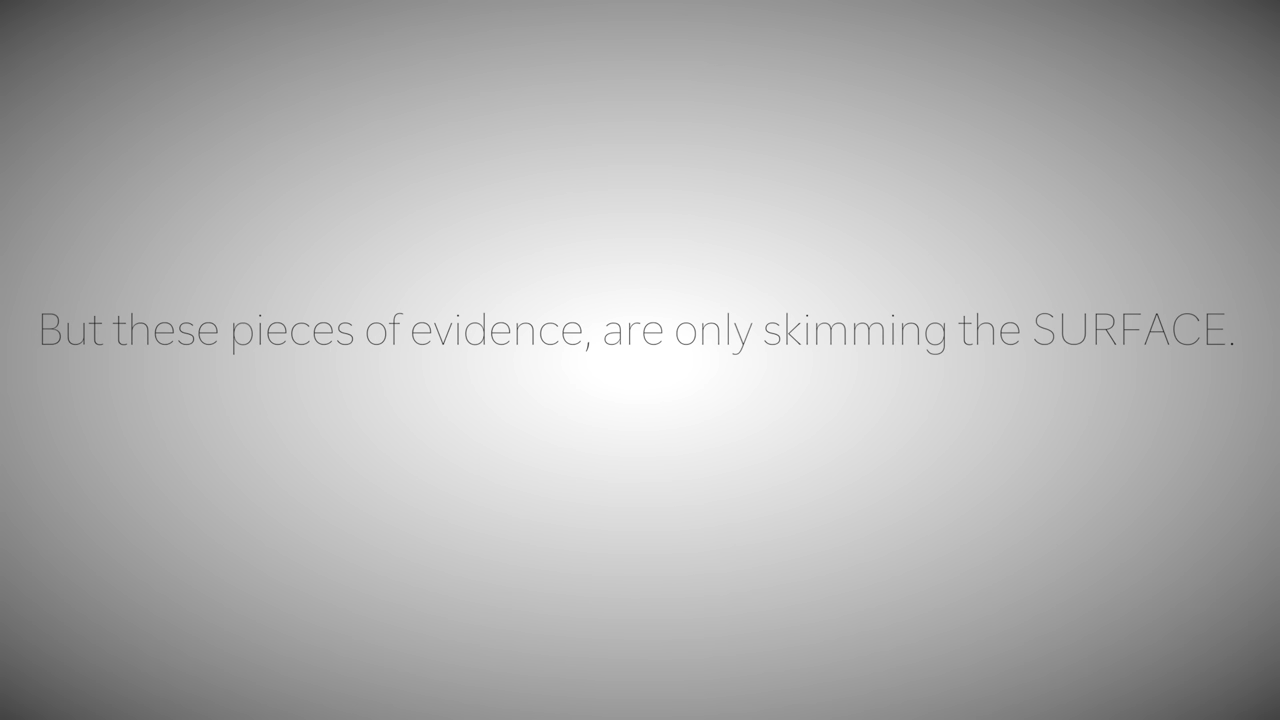 But these pieces of evidence, are only skimming the SURFACE.